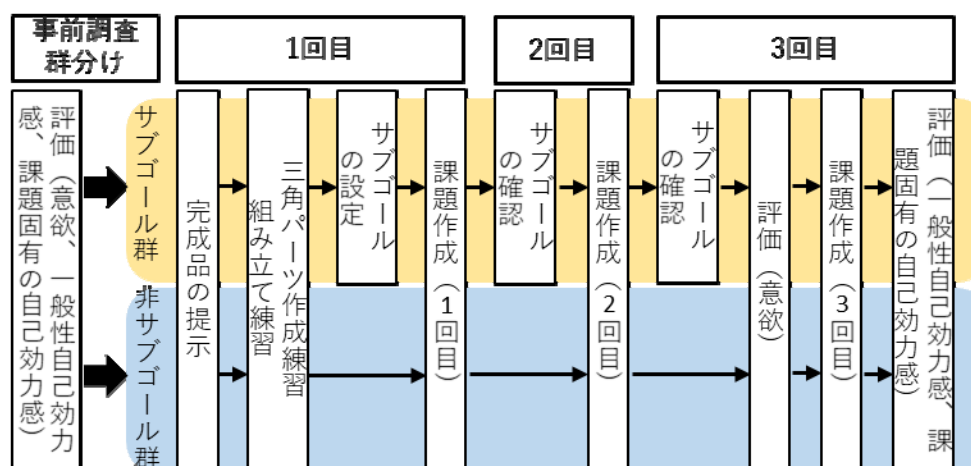 事前調査
群分け
1回目
2回目
3回目
評価（意欲、一般性自己効力
感、課題固有の自己効力感）
サブゴール群
非サブゴール群
完成品の提示
三角パーツ作成練習
組み立て練習
サブゴール
の設定
課題作成（1回目）
サブゴール
の確認
課題作成（2回目）
サブゴール
の確認
評価（意欲）
課題作成（3回目）
評価（一般性自己効力感、課
題固有の自己効力感）